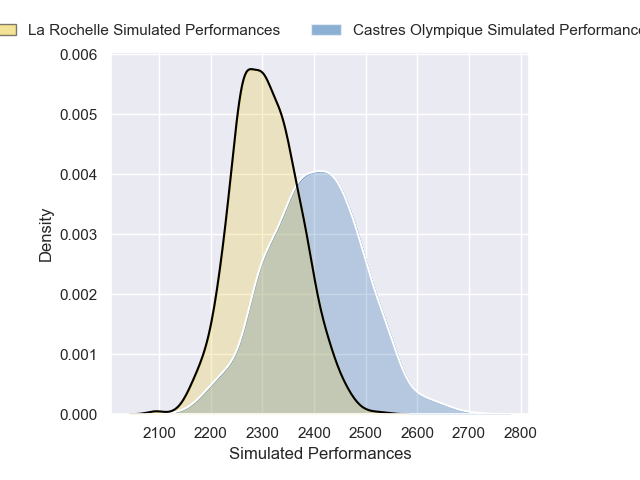 La Rochelle Simulated Performances
Castres Olympique Simulated Performance
0.006
0.005
0.004
0.003
0.002
0.001
0.000
Density
2100 2200 2300 2400 2500 2600 2700 2800
Simulated Performances